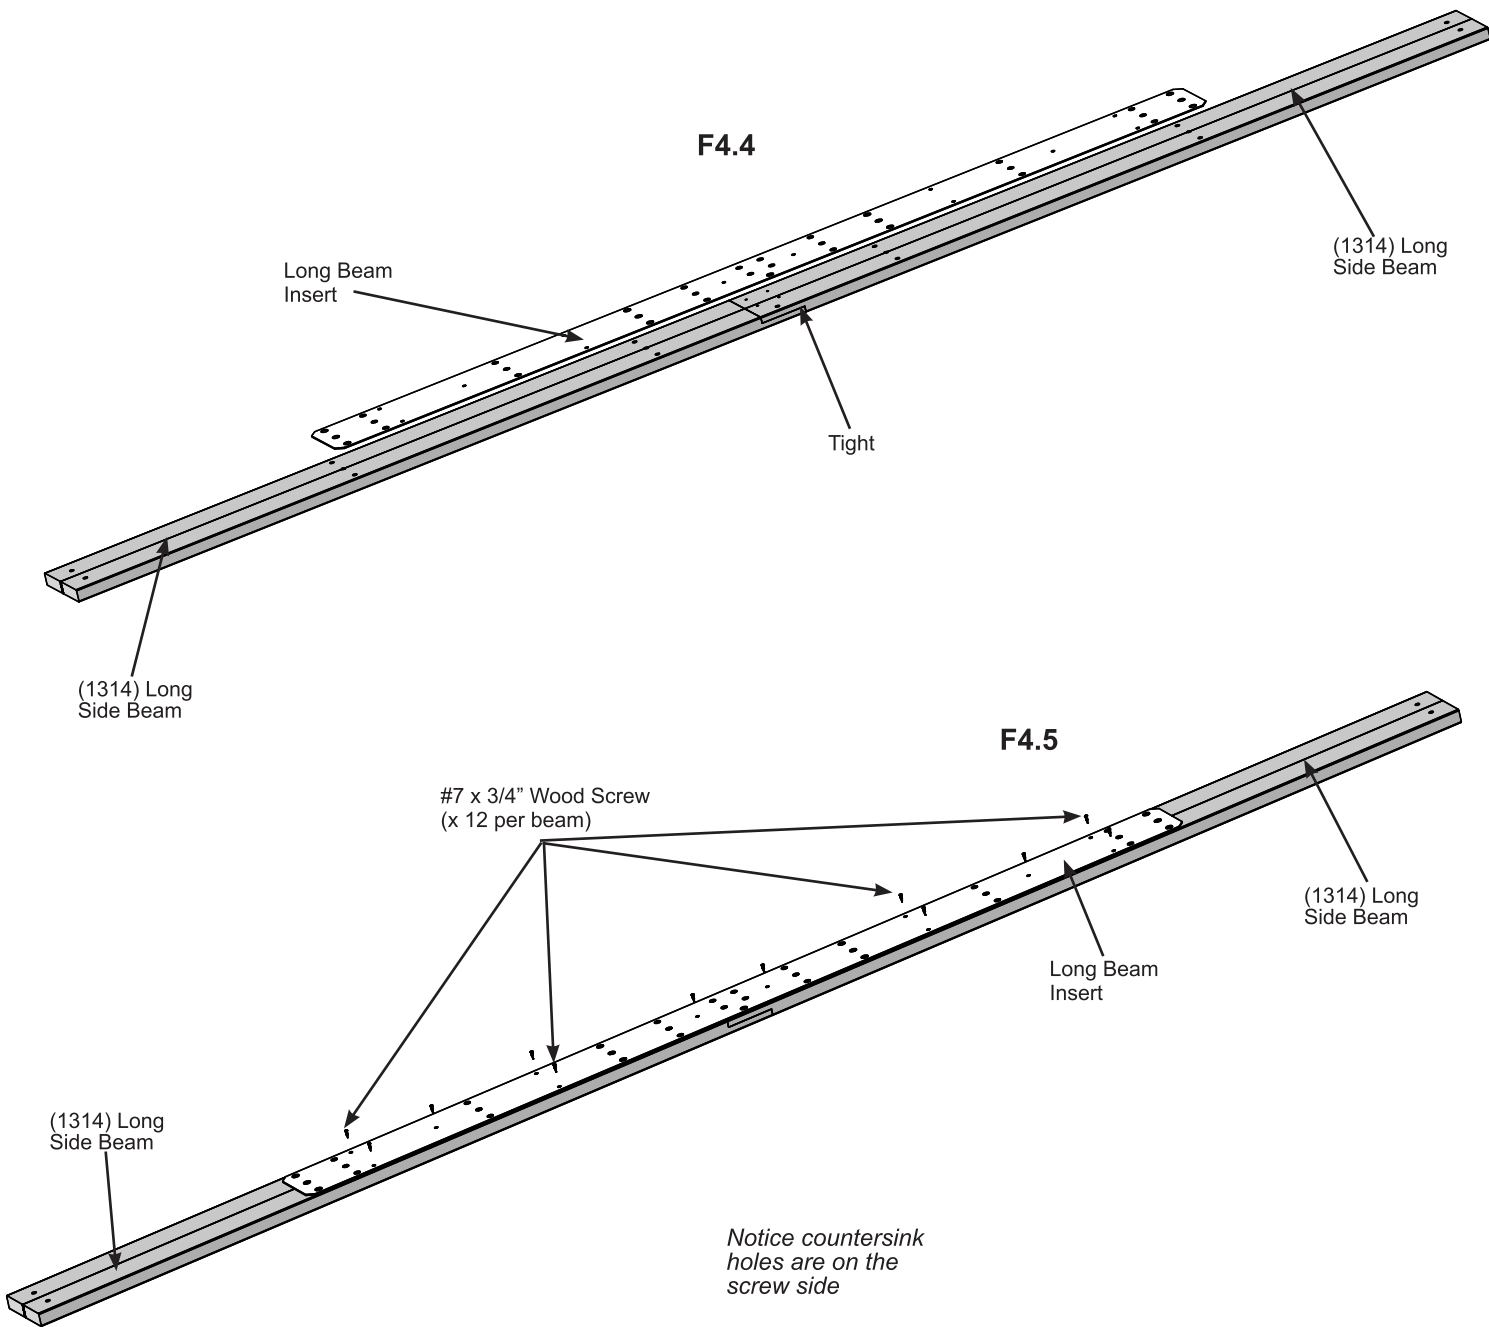 F4.4
Long Beam
Insert
(1314) Long
Side Beam
Tight
(1314) Long
Side Beam
F4.5
#7 x 3/4” Wood Screw
(x 12 per beam)
(1314) Long
Side Beam
Long Beam
Insert
(1314) Long
Side Beam
Notice countersink
holes are on the
screw side